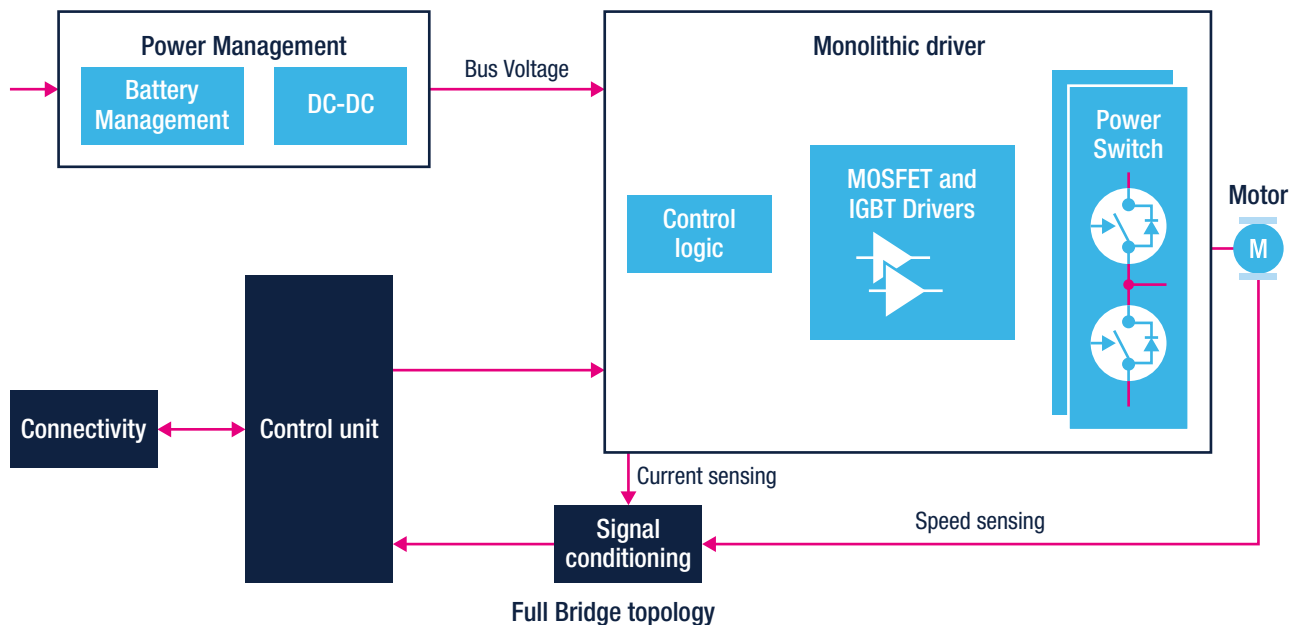 Power Management
Battery
Management
DC-DC
Bus Voltage
Monolithic driver
Control
logic
MOSFET and
IGBT Drivers
Power
Switch
Motor
M
Connectivity
Control unit
Current sensing
Signal
conditioning
Speed sensing
Full Bridge topology